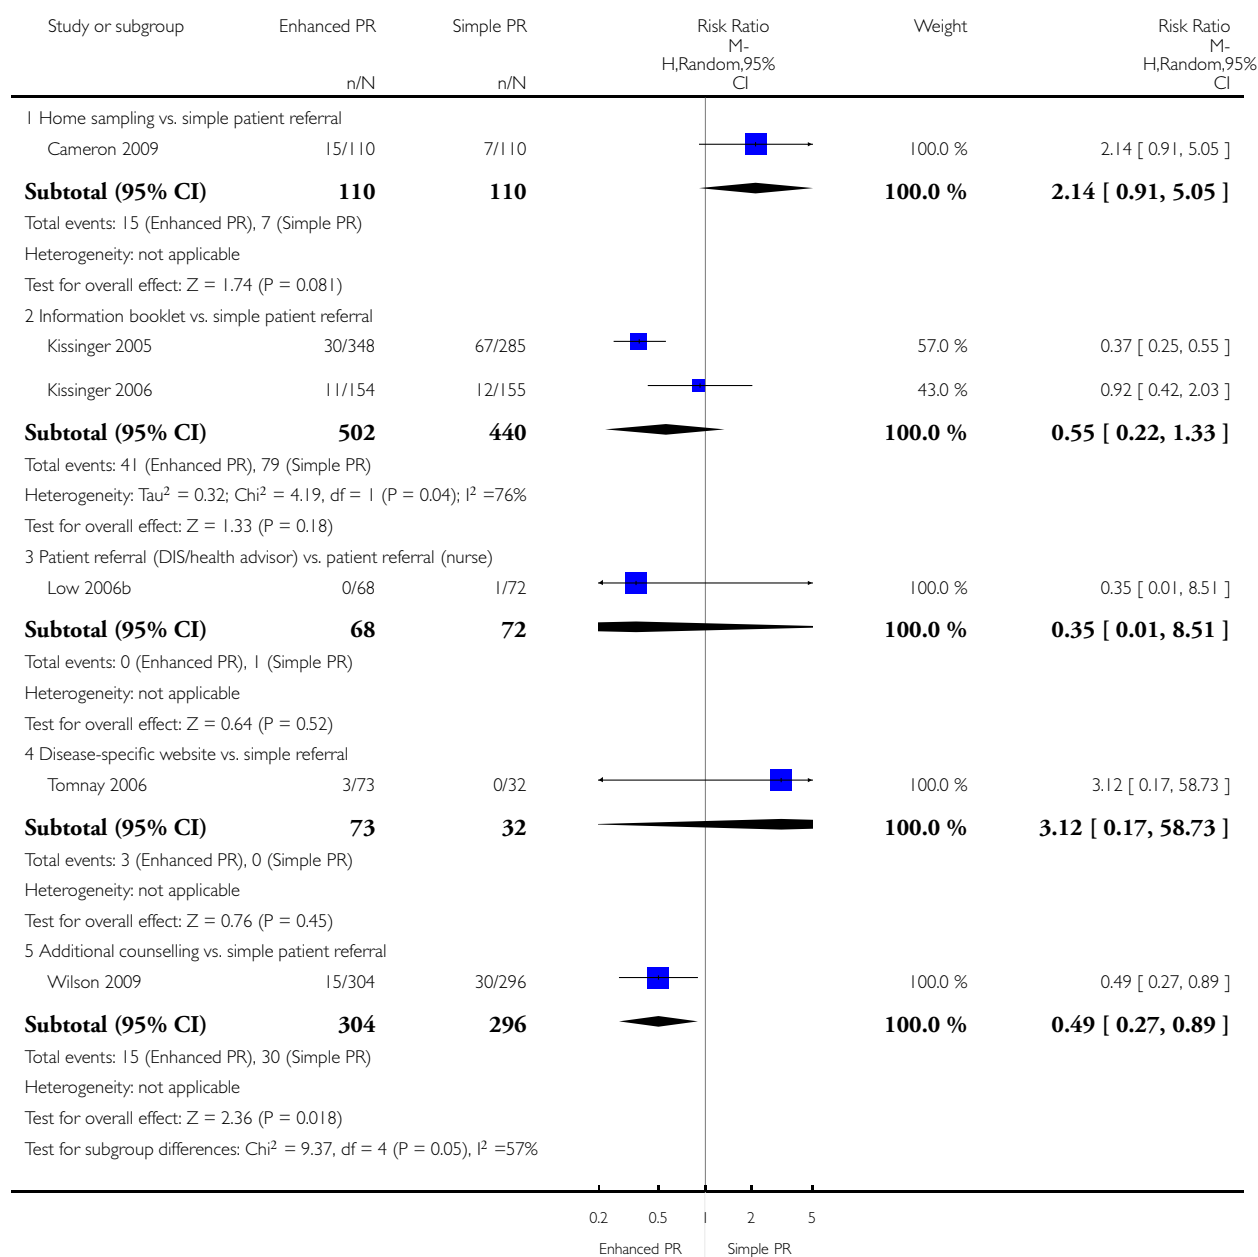 Study or subgroup Enhanced PR Simple PR Risk Ratio Weight Risk Ratio
M- M-
H,Random,95% H,Random,95%
n/N n/N CI CI
1 Home sampling vs. simple patient referral
Cameron 2009 15/110 7/110 100.0 % 2.14 [ 0.91, 5.05 ]
Subtotal (95% CI) 110 110 100.0 % 2.14 [ 0.91, 5.05 ]
Total events: 15 (Enhanced PR), 7 (Simple PR)
Heterogeneity: not applicable
Test for overall effect: Z = 1.74 (P = 0.081)
2 Information booklet vs. simple patient referral
Kissinger 2005 30/348 67/285 57.0 % 0.37 [ 0.25, 0.55 ]
Kissinger 2006 11/154 12/155 43.0 % 0.92 [ 0.42, 2.03 ]
Subtotal (95% CI) 502 440 100.0 % 0.55 [ 0.22, 1.33 ]
Total events: 41 (Enhanced PR), 79 (Simple PR)
Heterogeneity: Tau² = 0.32; Chi² = 4.19, df = 1 (P = 0.04); I² =76%
Test for overall effect: Z = 1.33 (P = 0.18)
3 Patient referral (DIS/health advisor) vs. patient referral (nurse)
Low 2006b 0/68 1/72 100.0 % 0.35 [ 0.01, 8.51 ]
Subtotal (95% CI) 68 72 100.0 % 0.35 [ 0.01, 8.51 ]
Total events: 0 (Enhanced PR), 1 (Simple PR)
Heterogeneity: not applicable
Test for overall effect: Z = 0.64 (P = 0.52)
4 Disease-specific website vs. simple referral
Tomnay 2006 3/73 0/32 100.0 % 3.12 [ 0.17, 58.73 ]
Subtotal (95% CI) 73 32 100.0 % 3.12 [ 0.17, 58.73 ]
Total events: 3 (Enhanced PR), 0 (Simple PR)
Heterogeneity: not applicable
Test for overall effect: Z = 0.76 (P = 0.45)
5 Additional counselling vs. simple patient referral
Wilson 2009 15/304 30/296 100.0 % 0.49 [ 0.27, 0.89 ]
Subtotal (95% CI) 304 296 100.0 % 0.49 [ 0.27, 0.89 ]
Total events: 15 (Enhanced PR), 30 (Simple PR)
Heterogeneity: not applicable
Test for overall effect: Z = 2.36 (P = 0.018)
Test for subgroup differences: Chi² = 9.37, df = 4 (P = 0.05), I² =57%
0.2 0.5 1 2 5
Enhanced PR Simple PR